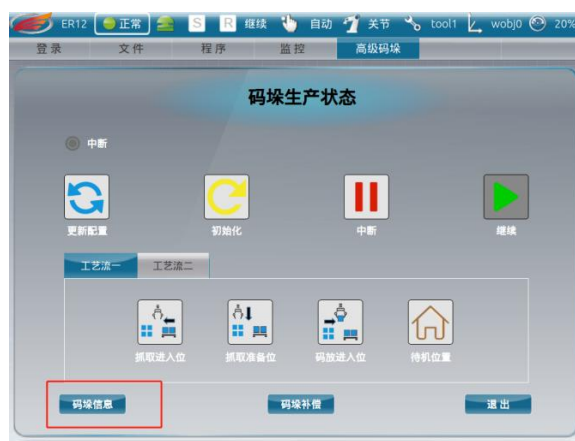 ER12 正常 S R 继续 自动 关节 tool1 wobj0 20%
登录 文件 程序 监控 高级码垛
码垛生产状态
中断
更新配置 初始化 中断 继续
工艺流一 工艺流二
抓取进入位 抓取准备位 码放进入位 待机位置
码垛信息 码垛补偿 退出